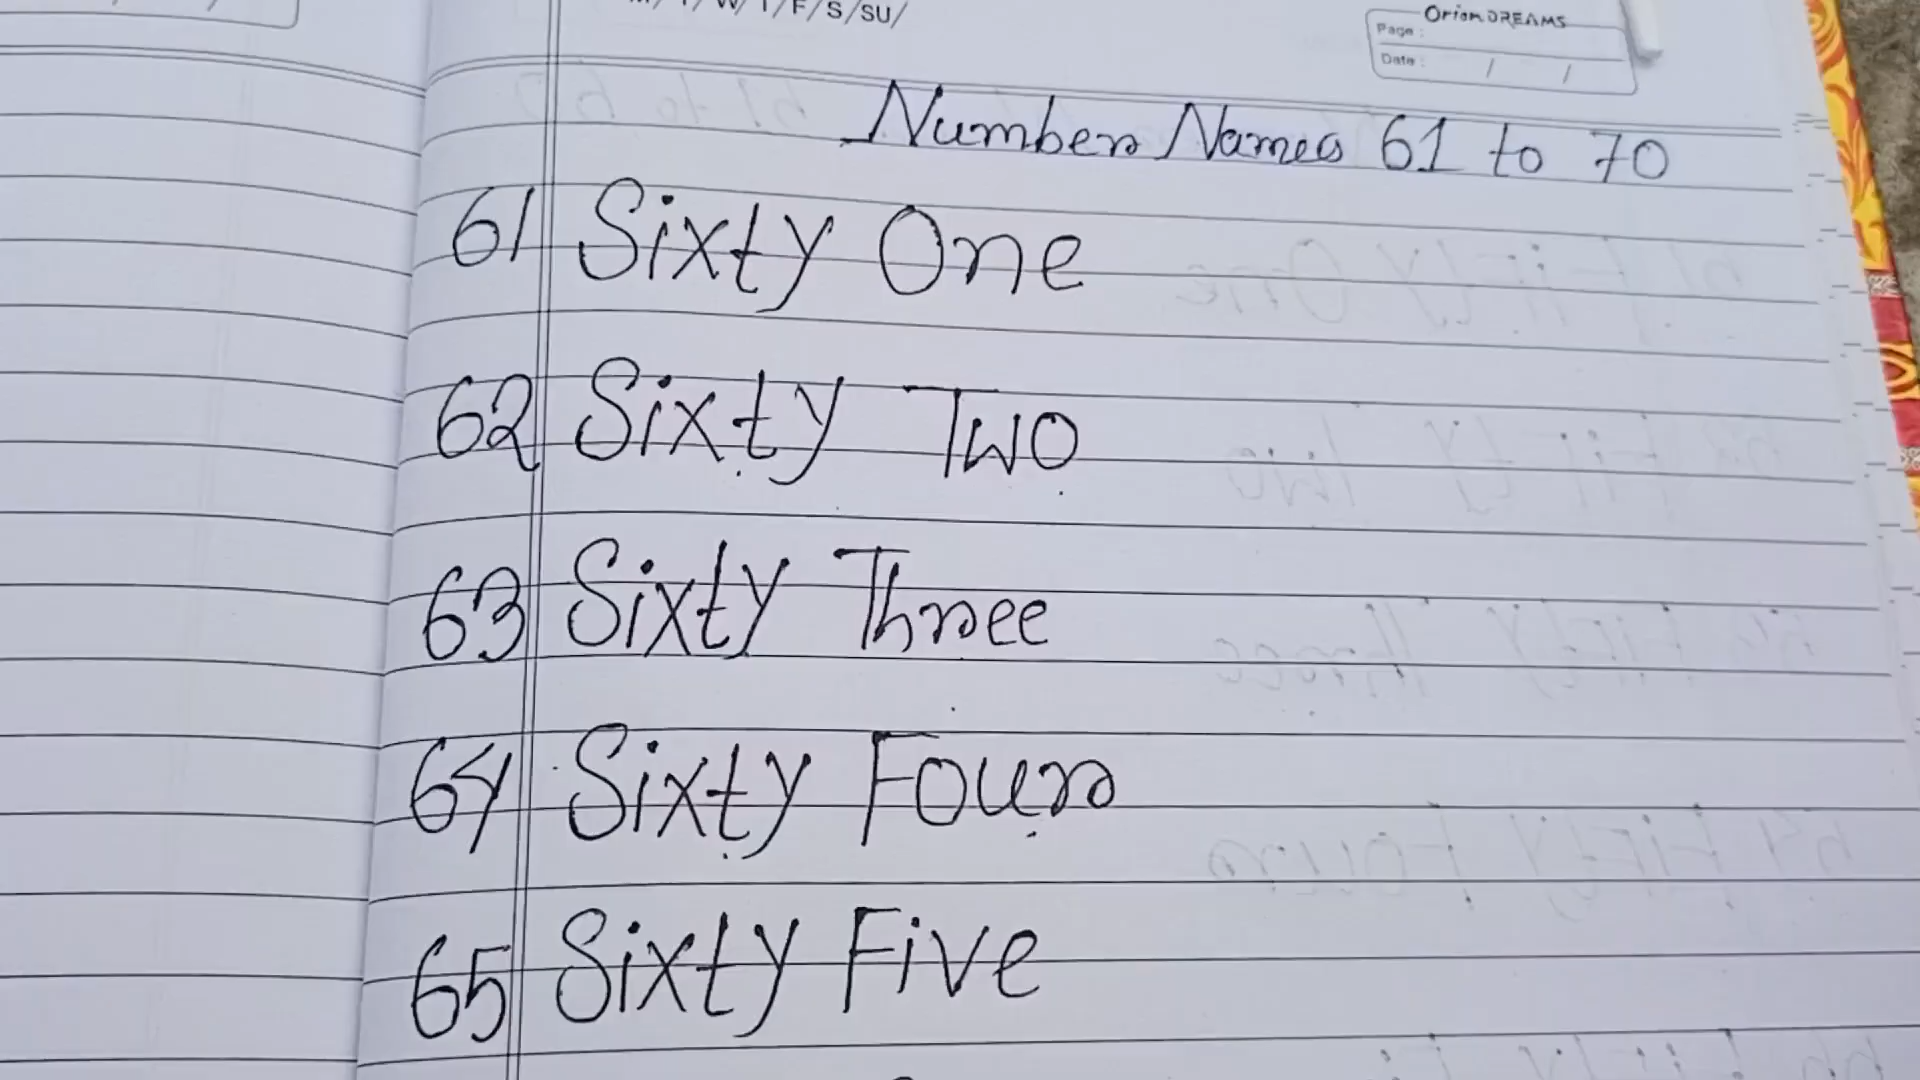 /T/F/S/SU/
Orion DREAMS
Page :
Date : / /
Number Names 61 to 70
61 Sixty One
62 Sixty Two
63 Sixty Three
64 Sixty Four
65 Sixty Five